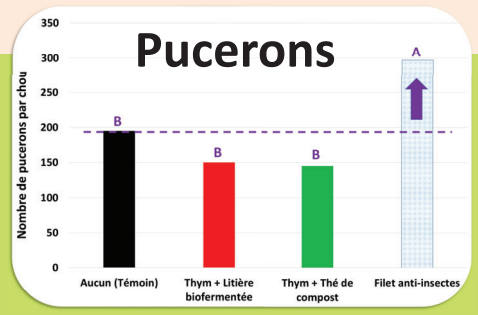 Pucerons
Nombre de pucerons par chou
350
300
250
200
150
100
50
0
B
B
B
A
Aucun (Témoin)
Thym + Litière
biofermentée
Thym + Thé de
compost
Filet anti-insectes